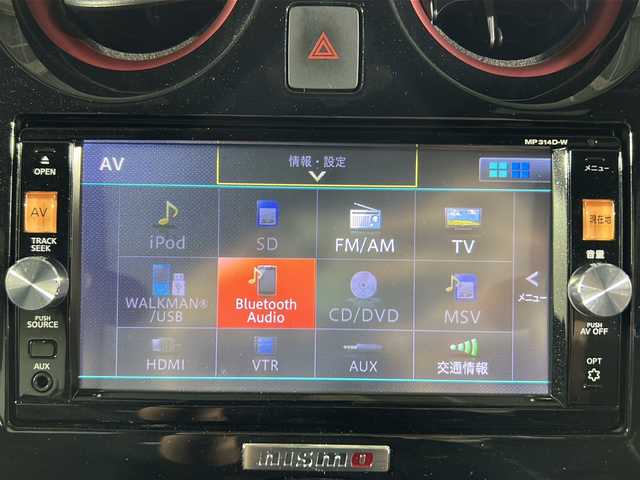 MP314D-W
OPEN
AV
TRACK
SEEK
PUSH
SOURCE
AUX
AV
情報・設定
iPod
SD
FM/AM
TV
WALKMAN®
/USB
Bluetooth
Audio
CD/DVD
MSV
HDMI
VTR
AUX
交通情報
<
メニュー
メニュー
現在地
音量
PUSH
AV OFF
OPT
nismo